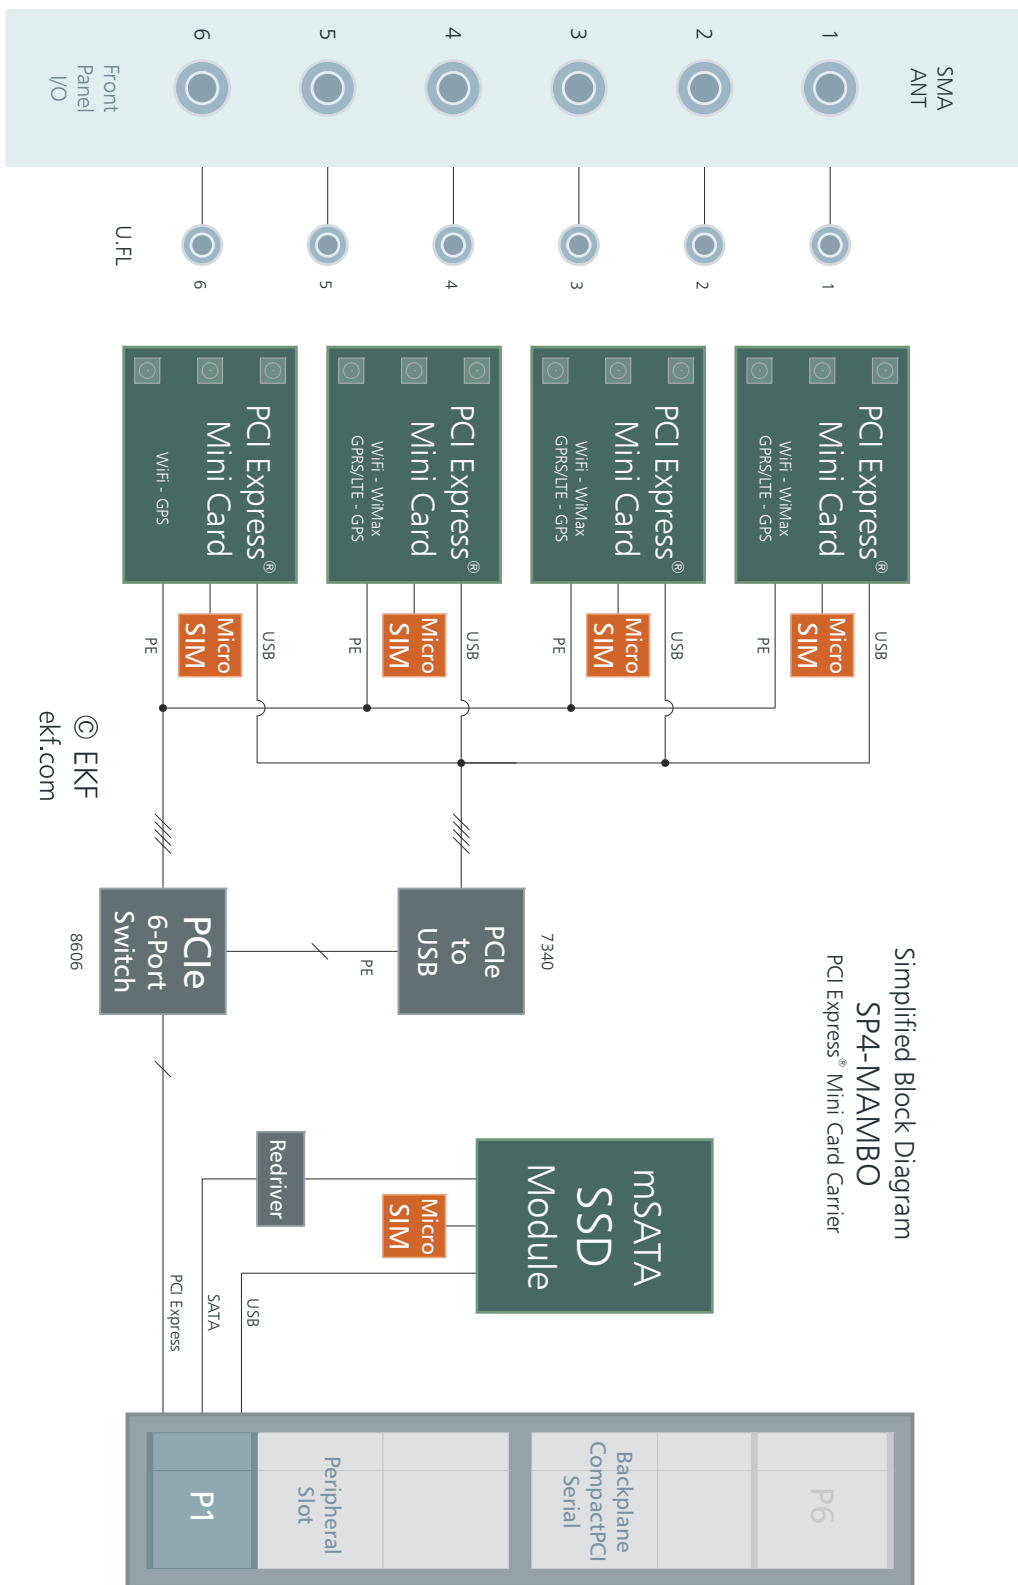 Simplified Block Diagram
SP4-MAMBO
PCI Express® Mini Card Carrier
SMA
ANT
1
2
3
4
5
6
Front
Panel
I/O
1
2
3
4
5
6
U.FL
PCI Express®
Mini Card
WiFi - WiMax
GPRS/LTE - GPS
USB
Micro
SIM
PE
PCI Express®
Mini Card
WiFi - WiMax
GPRS/LTE - GPS
USB
Micro
SIM
PE
PCI Express®
Mini Card
WiFi - WiMax
GPRS/LTE - GPS
USB
Micro
SIM
PE
PCI Express®
Mini Card
WiFi - GPS
USB
Micro
SIM
PE
© EKF
ekf.com
7340
PCIe
to
USB
PE
PCIe
6-Port
Switch
8606
mSATA
SSD
Module
Micro
SIM
Redriver
USB
SATA
PCI Express
P6
Backplane
CompactPCI
Serial
Peripheral
Slot
P1